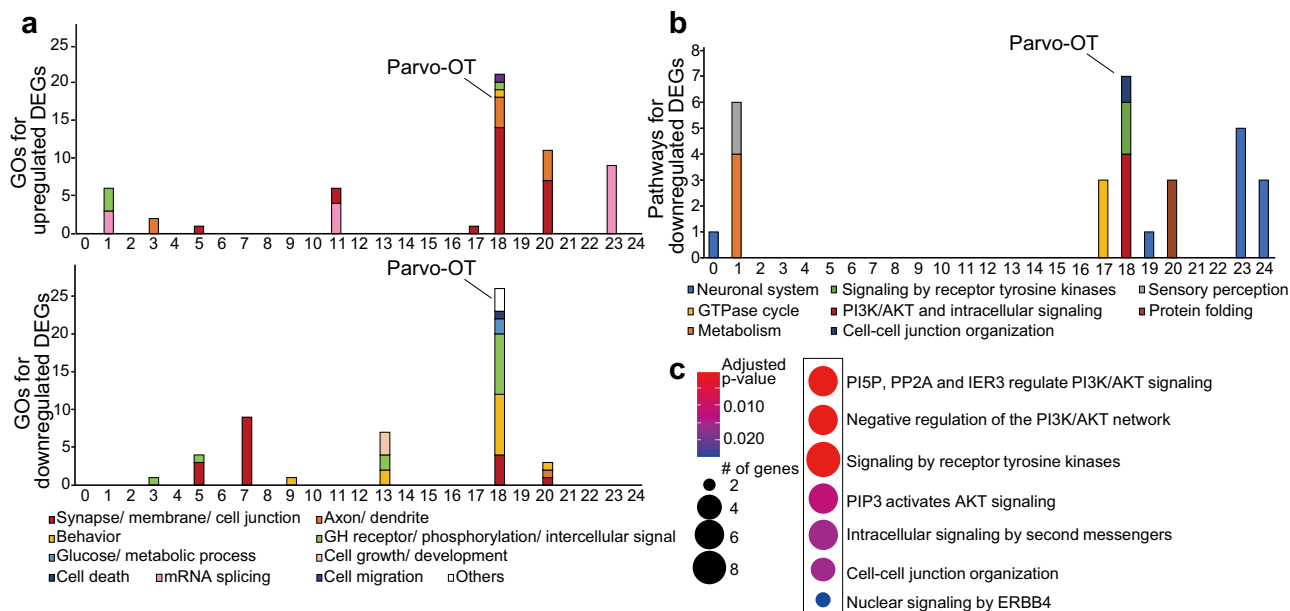 a
GOs for
upregulated DEGs
25
20
15
10
5
0
Parvo-OT
0 1 2 3 4 5 6 7 8 9 10 11 12 13 14 15 16 17 18 19 20 21 22 23 24
GOs for
downregulated DEGs
25
20
15
10
5
0
Parvo-OT
0 1 2 3 4 5 6 7 8 9 10 11 12 13 14 15 16 17 18 19 20 21 22 23 24
Synapse/ membrane/ cell junction Axon/ dendrite
Behavior GH receptor/ phosphorylation/ intercellular signal
Glucose/ metabolic process Cell growth/ development
Cell death mRNA splicing Cell migration Others
b
Pathways for
downregulated DEGs
8
7
6
5
4
3
2
1
0
Parvo-OT
0 1 2 3 4 5 6 7 8 9 10 11 12 13 14 15 16 17 18 19 20 21 22 23 24
Neuronal system Signaling by receptor tyrosine kinases Sensory perception
GTPase cycle PI3K/AKT and intracellular signaling Protein folding
Metabolism Cell-cell junction organization
c
Adjusted
p-value
0.010
0.020
# of genes
2
4
6
8
PI5P, PP2A and IER3 regulate PI3K/AKT signaling
Negative regulation of the PI3K/AKT network
Signaling by receptor tyrosine kinases
PIP3 activates AKT signaling
Intracellular signaling by second messengers
Cell-cell junction organization
Nuclear signaling by ERBB4